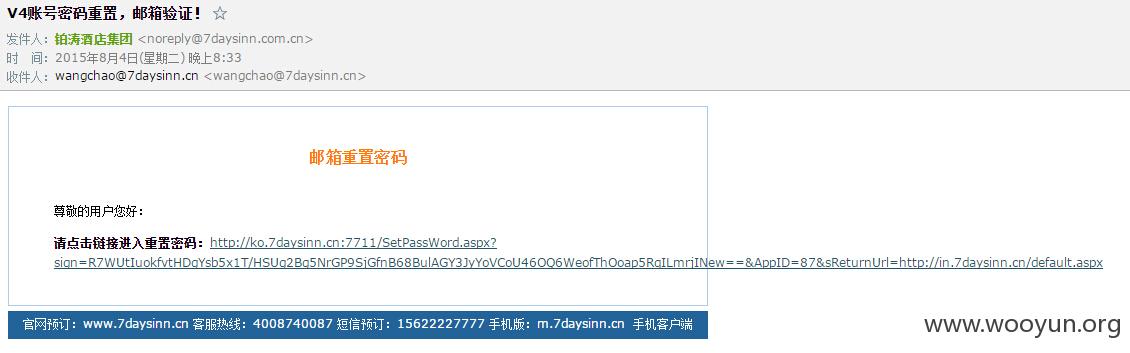 V4账号密码重置，邮箱验证！ ☆
发件人：铂涛酒店集团 <noreply@7daysinn.com.cn>
时 间：2015年8月4日(星期二) 晚上8:33
收件人：wangchao@7daysinn.cn <wangchao@7daysinn.cn>
邮箱重置密码
尊敬的用户您好：
请点击链接进入重置密码：http://ko.7daysinn.cn:7711/SetPassWord.aspx?
sign=R7WUtIuokfvtHDqYsb5x1T/HSUq2Bq5NrGP9SjGfnB68BulAGY3JyYoVCoU46OQ6WeofThOoap5RqILmrjINew==&AppID=87&sReturnUrl=http://in.7daysinn.cn/default.aspx
官网预订：www.7daysinn.cn 客服热线：4008740087 短信预订：15622227777 手机版：m.7daysinn.cn 手机客户端
www.wooyun.org